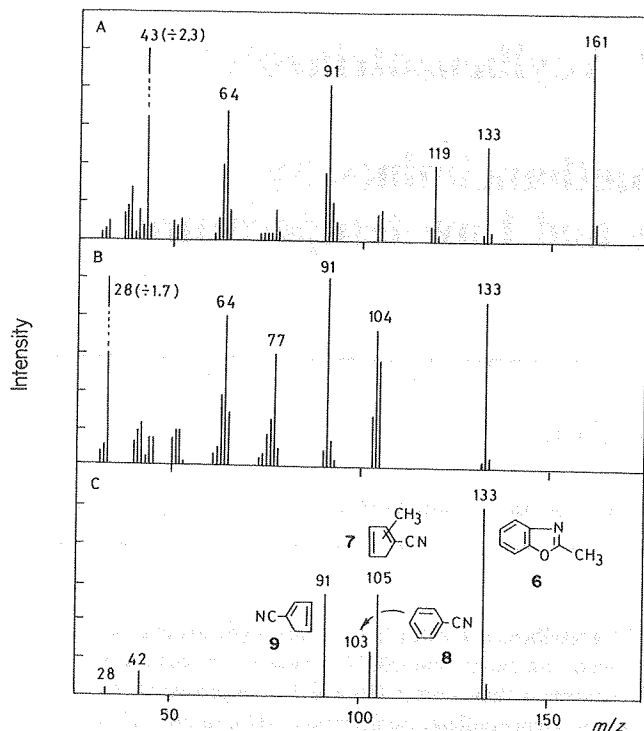 A
43 (÷2,3)
161
91
64
133
119
B
28 (÷1.7)
91
133
64
104
77
Intensity
C
133
CH₃
7
CN
N
O
CH₃
6
91
105
NC
9
103
CN
8
42
28
50
100
150
m/z